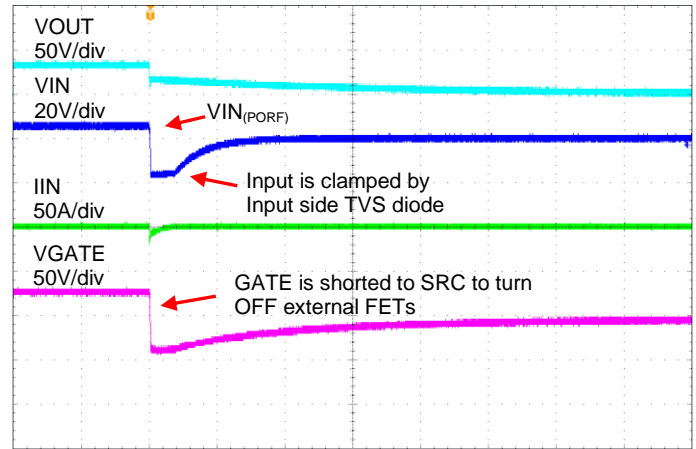 VOUT
50V/div
VIN
20V/div
VIN(PORF)
Input is clamped by
Input side TVS diode
IIN
50A/div
VGATE
50V/div
GATE is shorted to SRC to turn
OFF external FETs